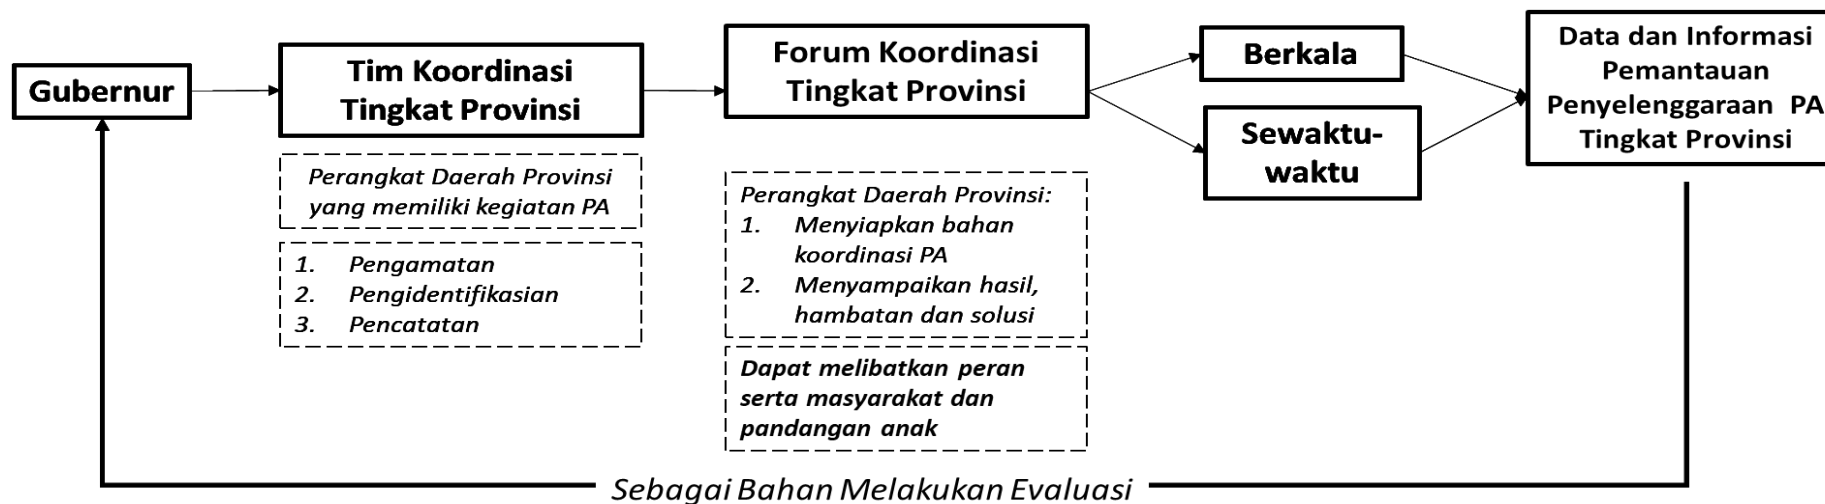 Gubernur
Tim Koordinasi
Tingkat Provinsi
Perangkat Daerah Provinsi
yang memiliki kegiatan PA
1. Pengamatan
2. Pengidentifikasian
3. Pencatatan
Forum Koordinasi
Tingkat Provinsi
Perangkat Daerah Provinsi:
1. Menyiapkan bahan
koordinasi PA
2. Menyampaikan hasil,
hambatan dan solusi
Dapat melibatkan peran
serta masyarakat dan
pandangan anak
Berkala
Sewaktu-
waktu
Data dan Informasi
Pemantauan
Penyelenggaraan PA
Tingkat Provinsi
Sebagai Bahan Melakukan Evaluasi